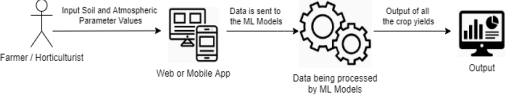 Input Soil and Atmospheric
Parameter Values
Data is sent to
the ML Models
Output of all
the crop yields
Farmer / Horticulturist
Web or Mobile App
Data being processed
by ML Models
Output